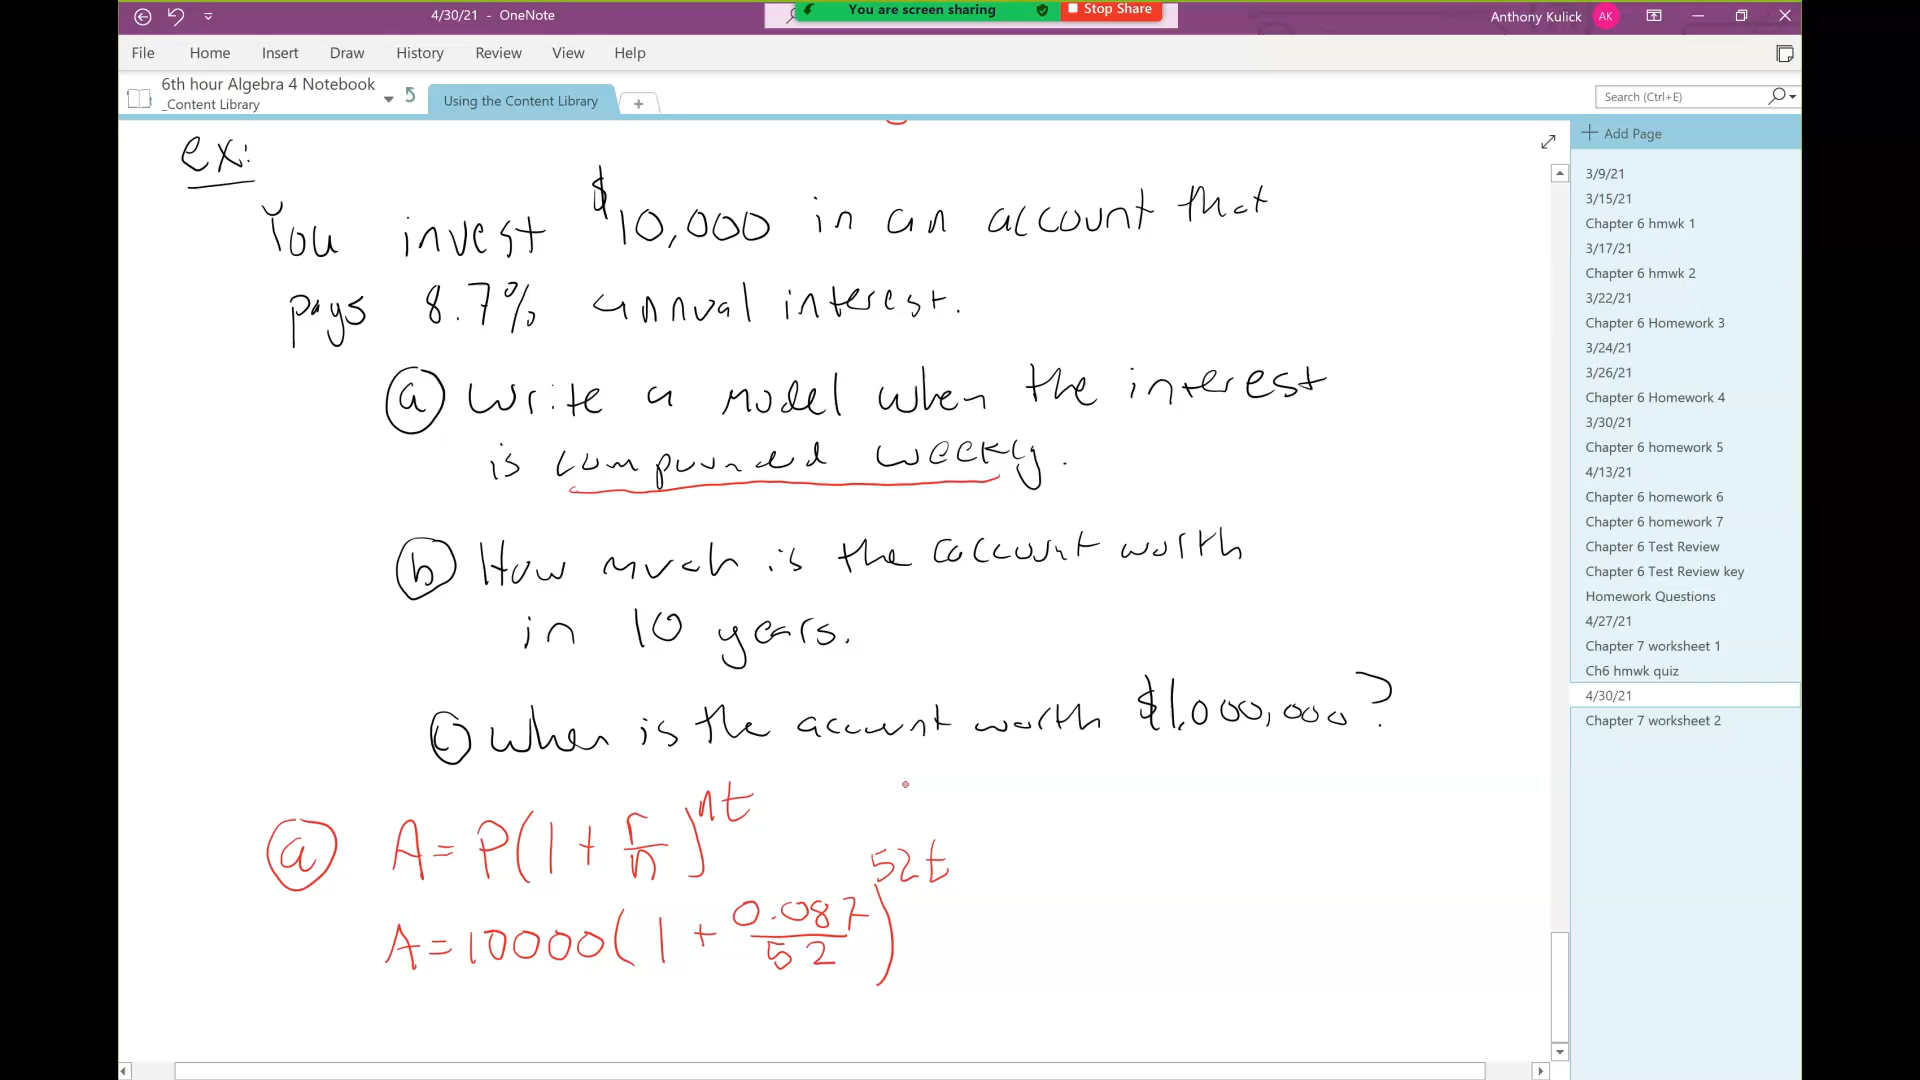 4/30/21 - OneNote
You are screen sharing
Stop Share
Anthony Kulick
AK
File Home Insert Draw History Review View Help
6th hour Algebra 4 Notebook
_Content Library
Using the Content Library
Search (Ctrl+E)
Add Page
ex:
You invest $10,000 in an account that
pays 8.7% annual interest.
(a) Write a model when the interest
is compounded weekly.
(b) How much is the account worth
in 10 years.
(c) When is the account worth $1,000,000?
(a) A = P(1 + r/n)^nt
A = 10000(1 + 0.087/52)^52t
3/9/21
3/15/21
Chapter 6 hmwk 1
3/17/21
Chapter 6 hmwk 2
3/22/21
Chapter 6 Homework 3
3/24/21
3/26/21
Chapter 6 Homework 4
3/30/21
Chapter 6 homework 5
4/13/21
Chapter 6 homework 6
Chapter 6 homework 7
Chapter 6 Test Review
Chapter 6 Test Review key
Homework Questions
4/27/21
Chapter 7 worksheet 1
Ch6 hmwk quiz
4/30/21
Chapter 7 worksheet 2